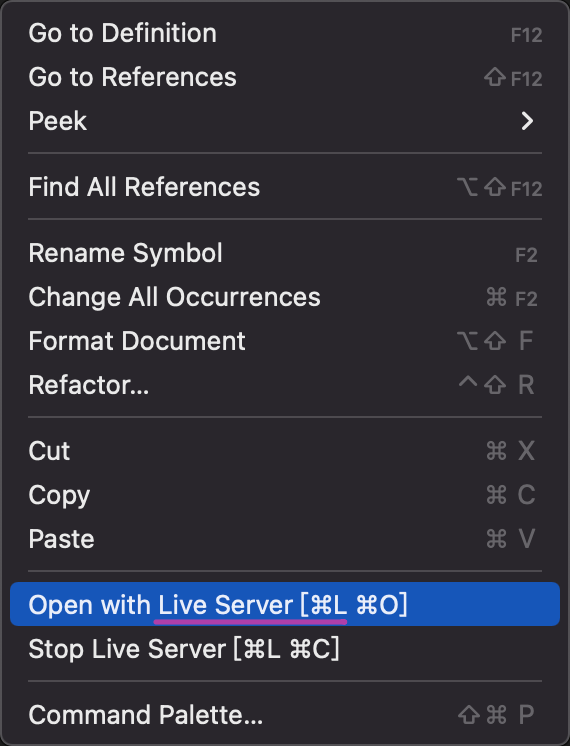 Go to Definition F12
Go to References ⇧F12
Peek
Find All References ⌥⇧F12
Rename Symbol F2
Change All Occurrences ⌘F2
Format Document ⌥⇧F
Refactor... ^⇧R
Cut ⌘X
Copy ⌘C
Paste ⌘V
Open with Live Server [⌘L ⌘O]
Stop Live Server [⌘L ⌘C]
Command Palette... ⇧⌘P